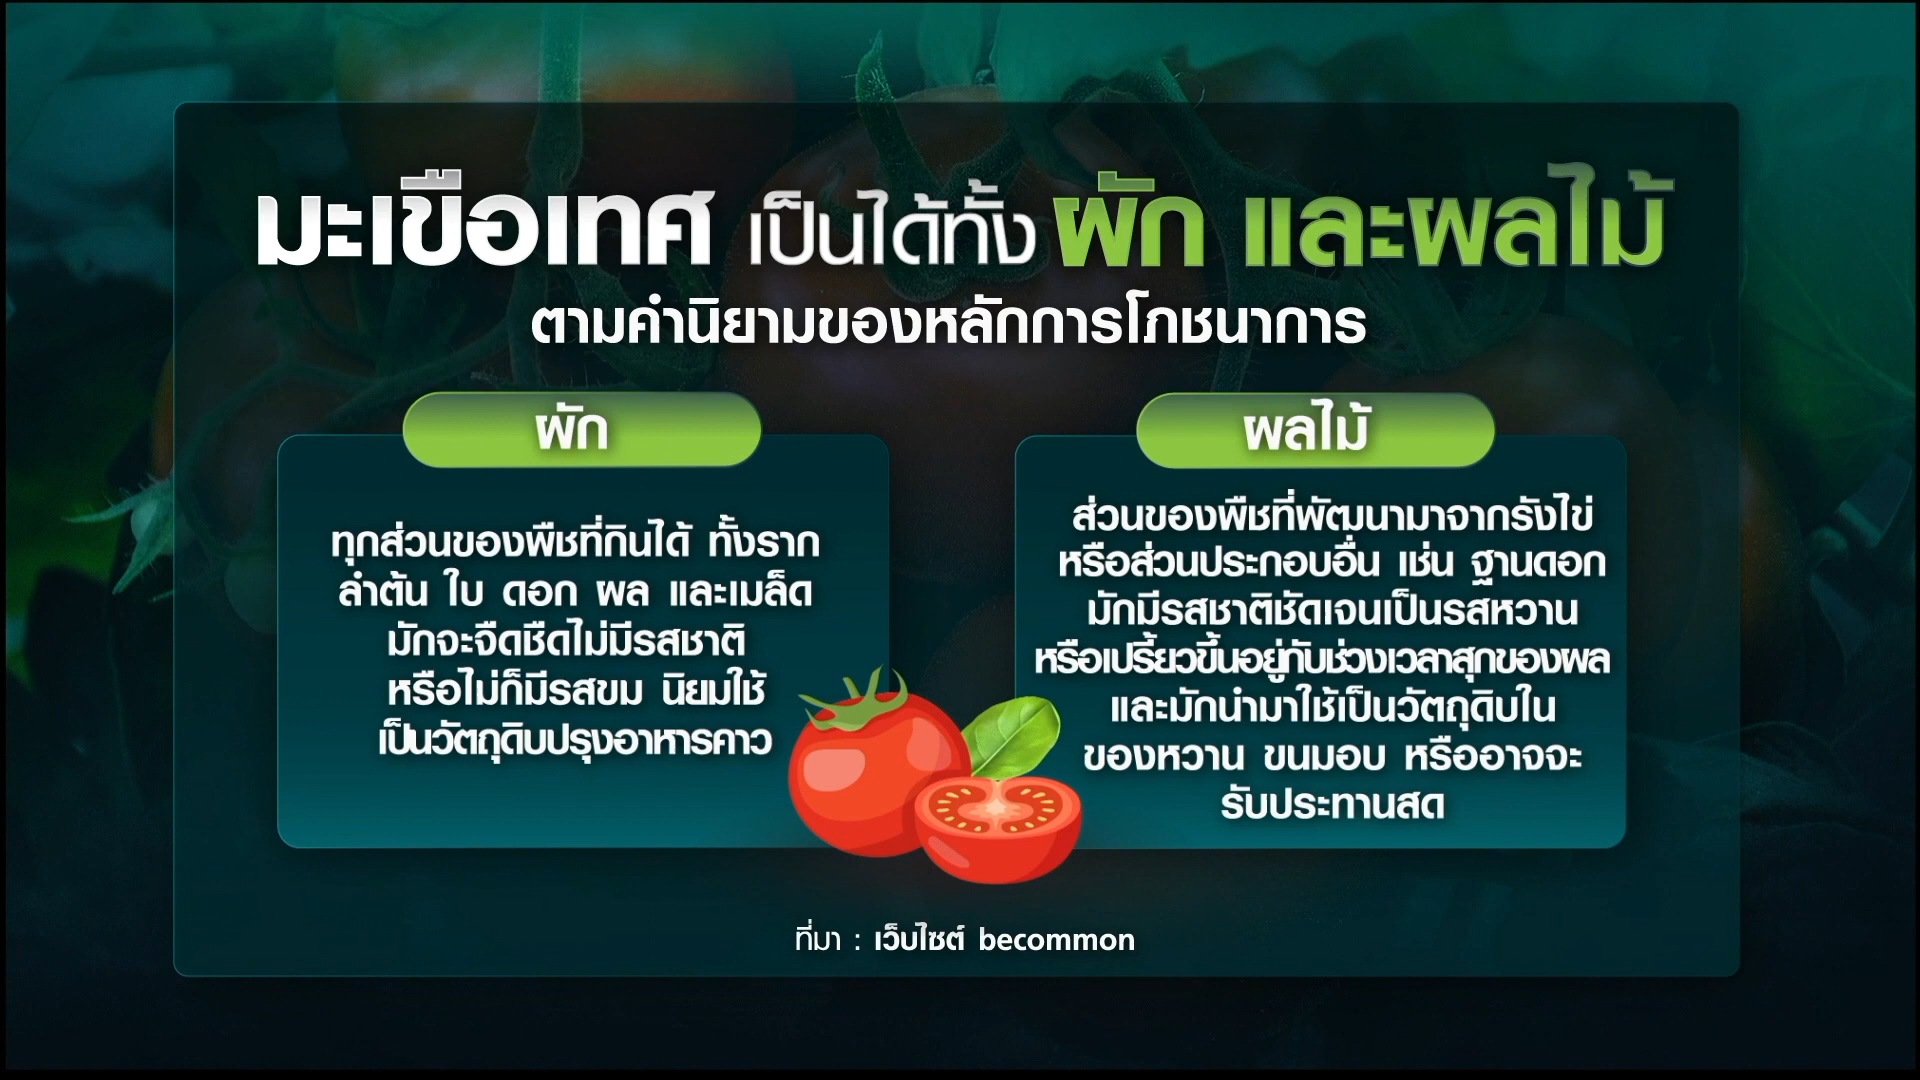 มะเขือเทศ เป็นได้ทั้ง ผัก และผลไม้
ตามคำนิยามของหลักการโภชนาการ
ผัก
ทุกส่วนของพืชที่กินได้ ทั้งราก
ลำต้น ใบ ดอก ผล และเมล็ด
มักจะจืดชืดไม่มีรสชาติ
หรือไม่ก็มีรสขม นิยมใช้
เป็นวัตถุดิบปรุงอาหารคาว
ผลไม้
ส่วนของพืชที่พัฒนามาจากรังไข่
หรือส่วนประกอบอื่น เช่น ฐานดอก
มักมีรสชาติชัดเจนเป็นรสหวาน
หรือเปรี้ยวขึ้นอยู่กับช่วงเวลาสุกของผล
และมักนำมาใช้เป็นวัตถุดิบใน
ของหวาน ขนมอบ หรืออาจจะ
รับประทานสด
ที่มา : เว็บไซต์ becommon